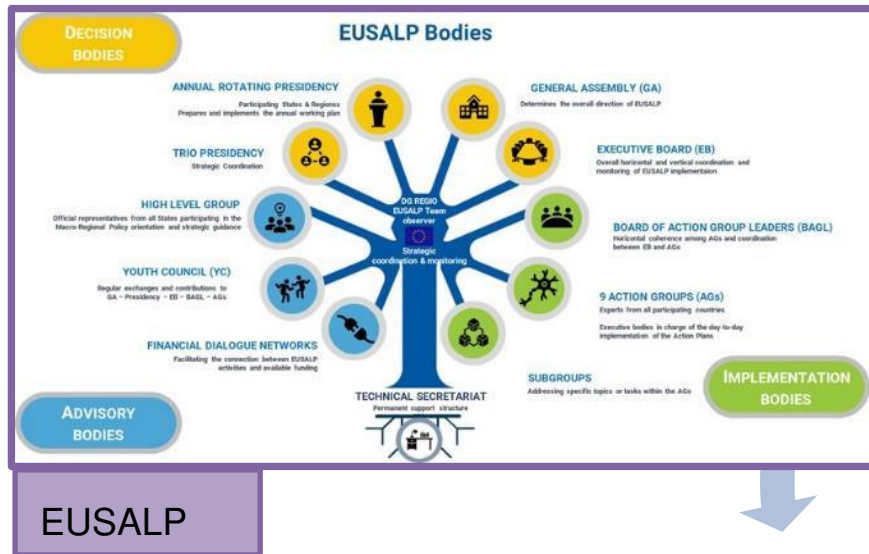 DECISION
BODIES
EUSALP Bodies
ANNUAL ROTATING PRESIDENCY
Participating States & Regionss
Prepares and implements the annual working plan
TRIO PRESIDENCY
Strategic Coordination
HIGH LEVEL GROUP
Official representatives from all States participating in the
Macro-Regional Policy orientation and strategic guidance
YOUTH COUNCIL (YC)
Regular exchanges and contributions to
GA – Presidency – EB – BAGL – AGs
FINANCIAL DIALOGUE NETWORKS
Facilitating the connection between EUSALP
activities and available funding
ADVISORY
BODIES
GENERAL ASSEMBLY (GA)
Determines the overall direction of EUSALP
EXECUTIVE BOARD (EB)
Overall horizontal and vertical coordination and
monitoring of EUSALP implementaion
BOARD OF ACTION GROUP LEADERS (BAGL)
Horizontal coherence among AGs and coordination
between EB and AGs
9 ACTION GROUPS (AGs)
Experts from all participating countries
Executive bodies in charge of the day-to-day
implementation of the Action Plans
SUBGROUPS
Addressing specific topics or tasks within the AGs
IMPLEMENTATION
BODIES
DG REGIO
EUSALP Team
observer
Strategic
coordination & monitoring
TECHNICAL SECRETARIAT
Permanent support structure
EUSALP